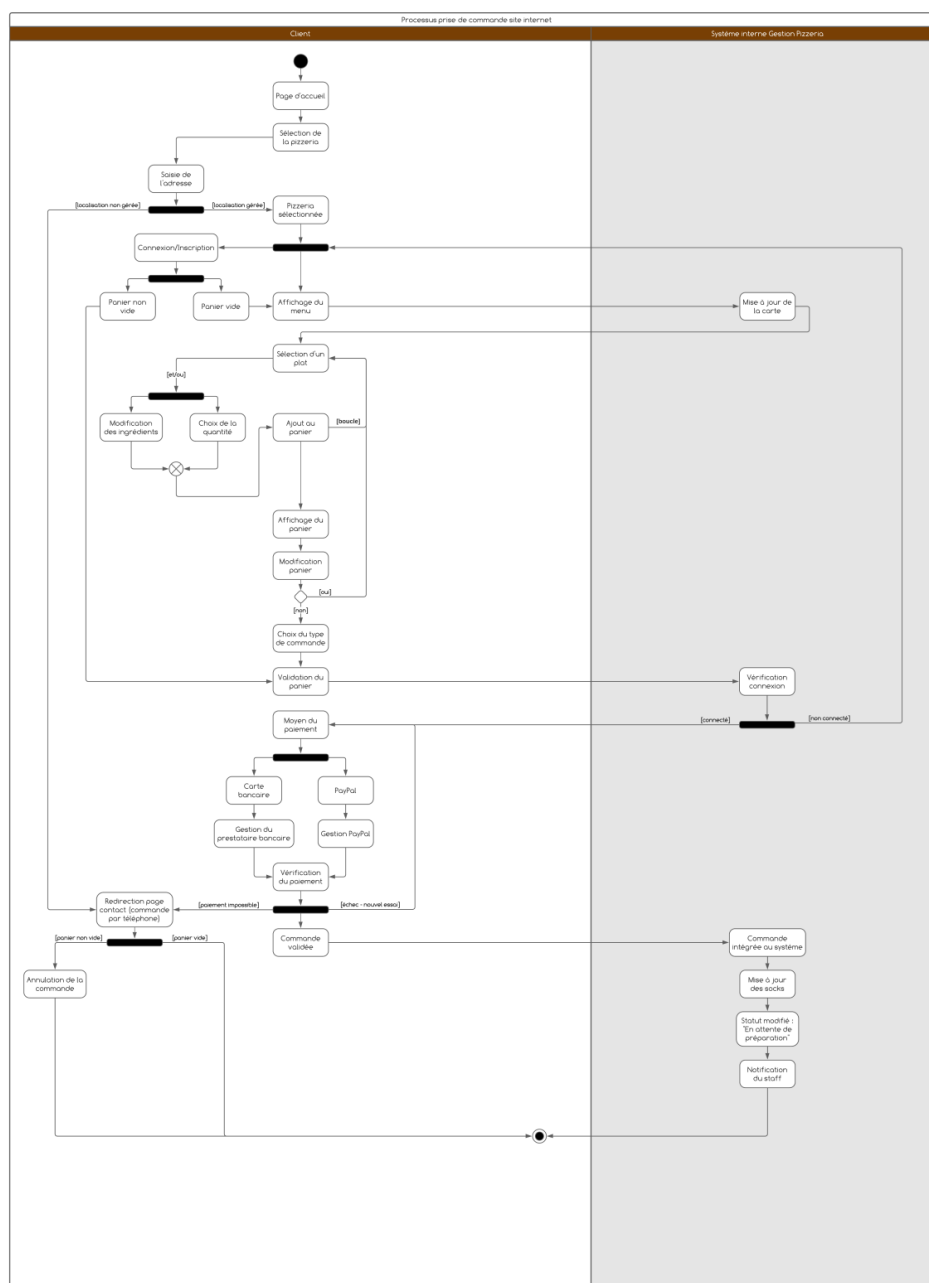 Processus prise de commande site internet
Client
Système interne Gestion Pizzeria
Page d'accueil
Sélection de
la pizzeria
Saisie de
l'adresse
[localisation non gérée]
[localisation gérée]
Pizzeria
sélectionnée
Connexion/Inscription
Panier non
vide
Panier vide
Affichage du
menu
Mise à jour de
la carte
Sélection d'un
plat
[et/ou]
Modification
des ingrédients
Choix de la
quantité
Ajout au
panier
[boucle]
Affichage du
panier
Modification
panier
[oui]
[non]
Choix du type
de commande
Validation du
panier
Vérification
connexion
Moyen du
paiement
[connecté]
[non connecté]
Carte
bancaire
PayPal
Gestion du
prestataire bancaire
Gestion PayPal
Vérification
du paiement
Redirection page
contact (commande
par téléphone)
[paiement impossible]
[échec - nouvel essai]
[panier non vide]
[panier vide]
Commande
validée
Commande
intégrée au système
Annulation de la
commande
Mise à jour
des socks
Statut modifié :
"En attente de
préparation"
Notification
du staff